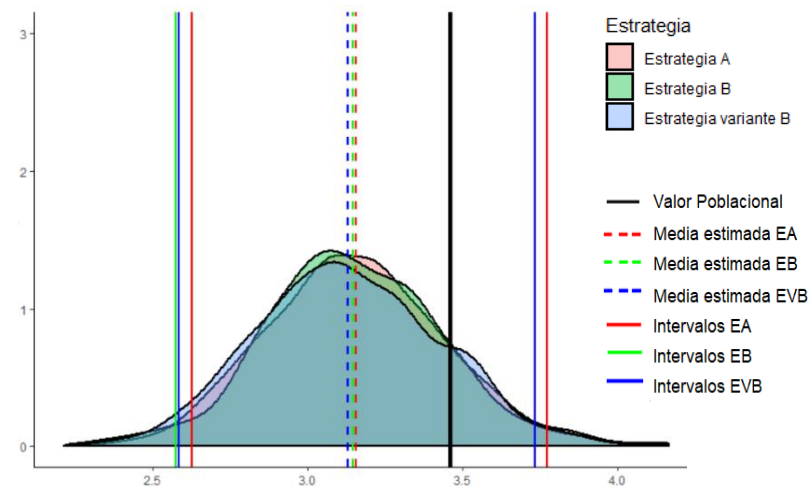 Estrategia
Estrategia A
Estrategia B
Estrategia variante B
Valor Poblacional
Media estimada EA
Media estimada EB
Media estimada EVB
Intervalos EA
Intervalos EB
Intervalos EVB
3
2
1
0
2.5 3.0 3.5 4.0